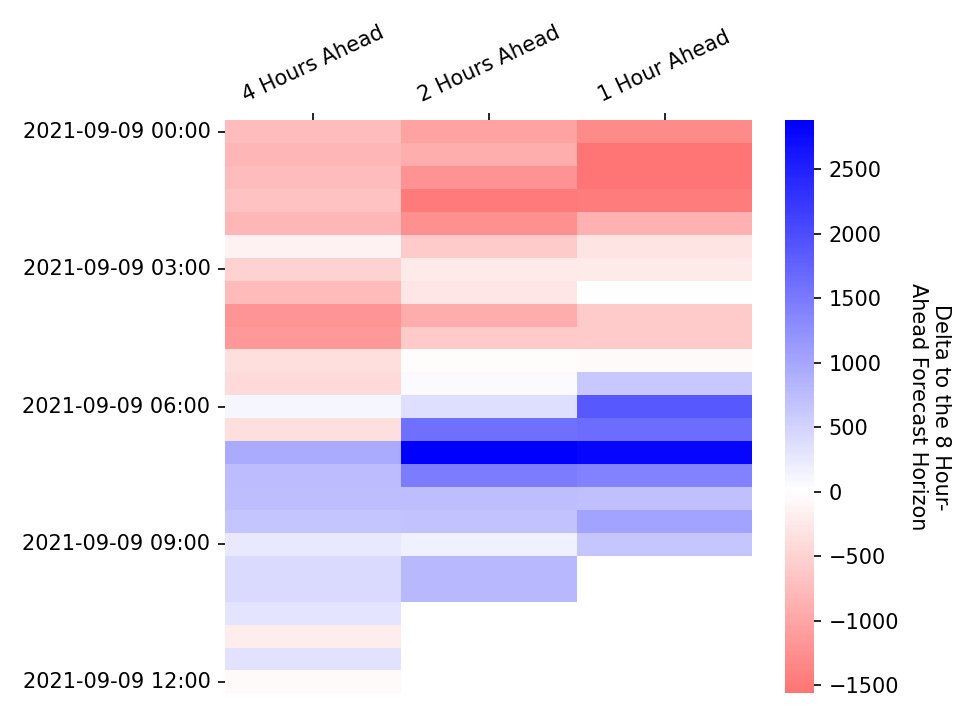 4 Hours Ahead
2 Hours Ahead
1 Hour Ahead
2021-09-09 00:00
2021-09-09 03:00
2021-09-09 06:00
2021-09-09 09:00
2021-09-09 12:00
2500
2000
1500
1000
500
0
−500
−1000
−1500
Delta to the 8 Hour-
Ahead Forecast Horizon